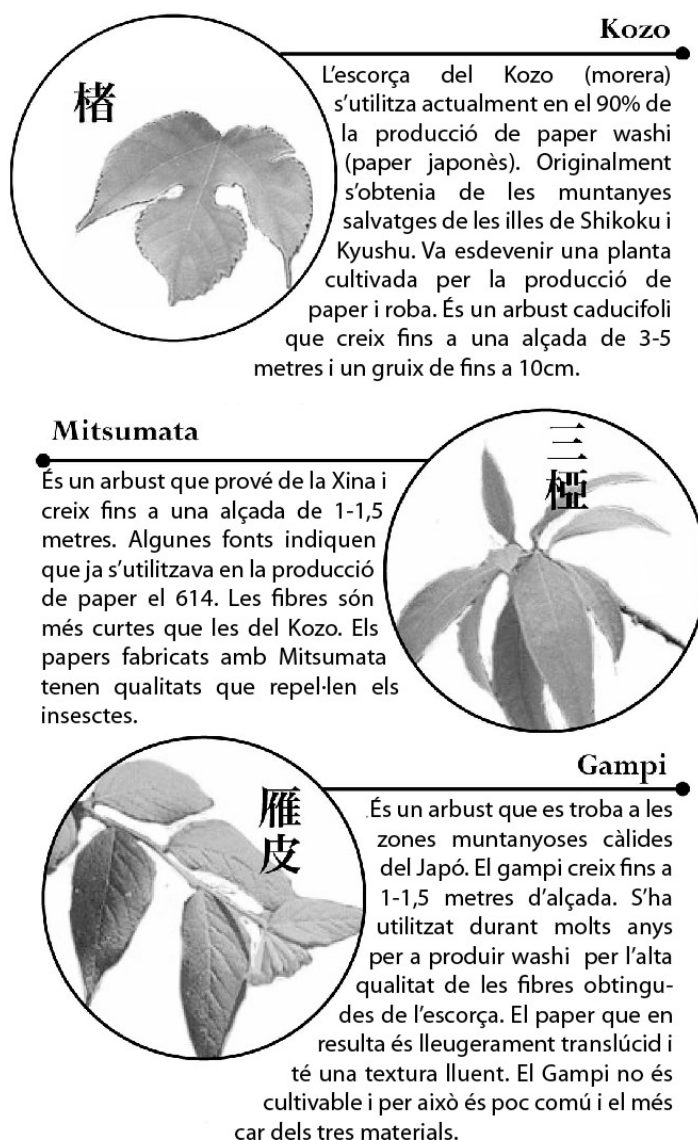 Kozo
楮
L'escorça del Kozo (morera)
s'utilitza actualment en el 90% de
la producció de paper washi
(paper japonès). Originalment
s'obtenia de les muntanyes
salvatges de les illes de Shikoku i
Kyushu. Va esdevenir una planta
cultivada per la producció de
paper i roba. És un arbust caducifoli
que creix fins a una alçada de 3-5
metres i un gruix de fins a 10cm.
Mitsumata
三椏
És un arbust que prové de la Xina i
creix fins a una alçada de 1-1,5
metres. Algunes fonts indiquen
que ja s'utilitzava en la producció
de paper el 614. Les fibres són
més curtes que les del Kozo. Els
papers fabricats amb Mitsumata
tenen qualitats que repel·len els
insesctes.
Gampi
雁皮
És un arbust que es troba a les
zones muntanyoses càlides
del Japó. El gampi creix fins a
1-1,5 metres d'alçada. S'ha
utilitzat durant molts anys
per a produir washi per l'alta
qualitat de les fibres obtingu-
des de l'escorça. El paper que en
resulta és lleugerament translúcid i
té una textura lluent. El Gampi no és
cultivable i per això és poc comú i el més
car dels tres materials.